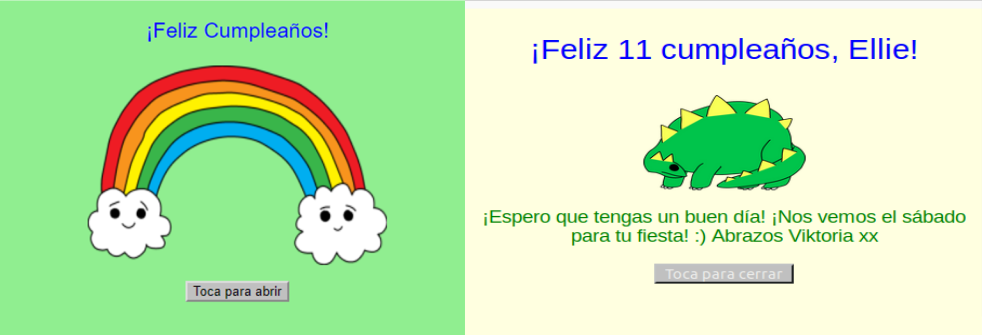 ¡Feliz Cumpleaños!
Toca para abrir
¡Feliz 11 cumpleaños, Ellie!
¡Espero que tengas un buen día! ¡Nos vemos el sábado
para tu fiesta! :) Abrazos Viktoria xx
Toca para cerrar